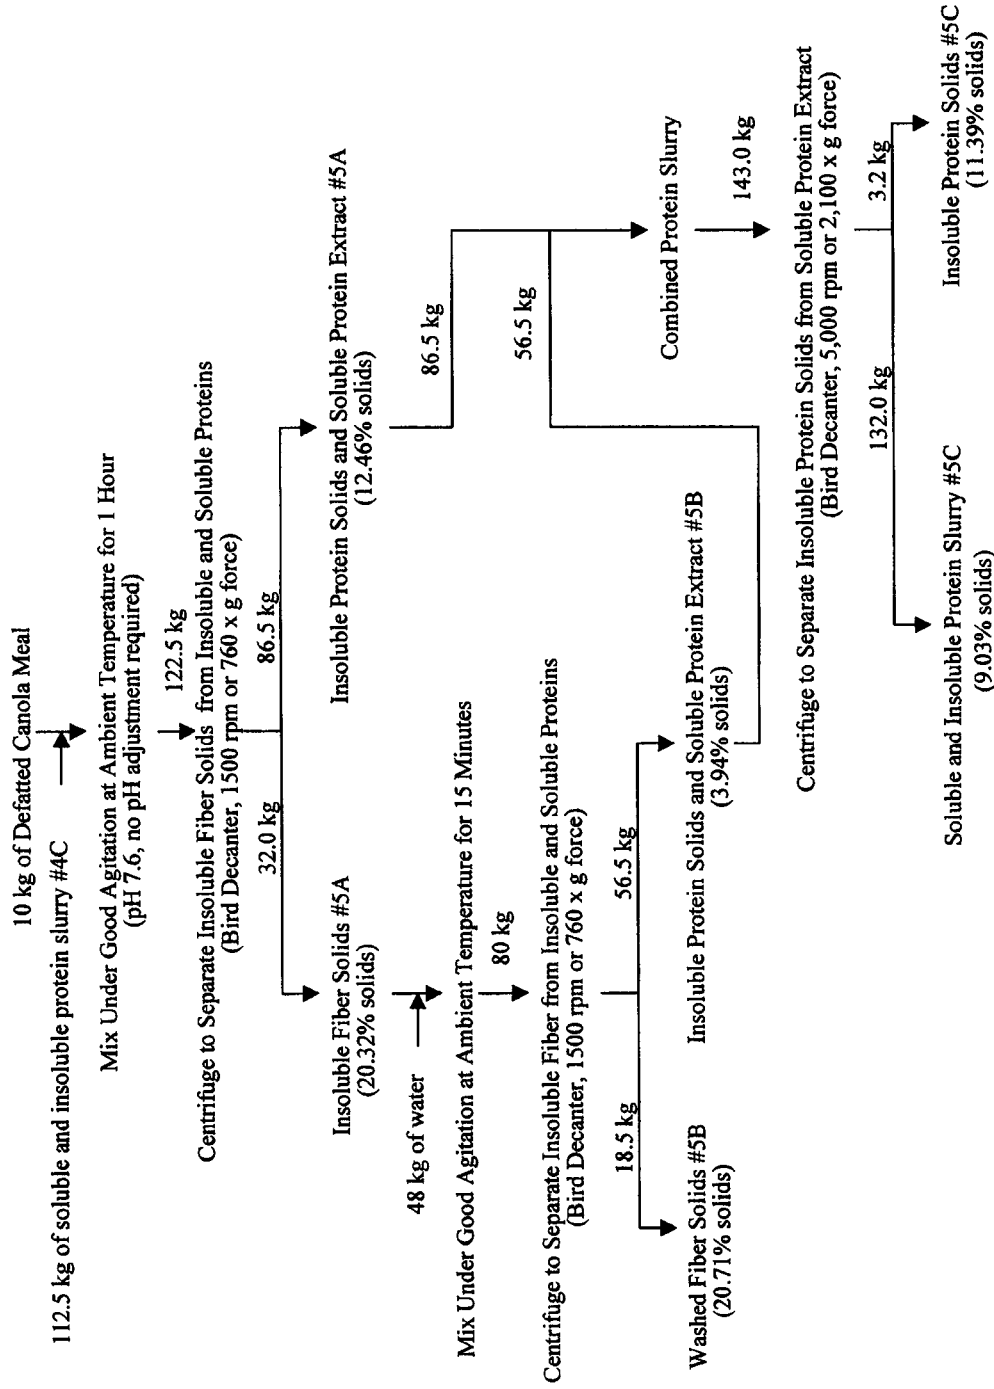 10 kg of Defatted Canola Meal
112.5 kg of soluble and insoluble protein slurry #4C
Mix Under Good Agitation at Ambient Temperature for 1 Hour
(pH 7.6, no pH adjustment required)
122.5 kg
Centrifuge to Separate Insoluble Fiber Solids from Insoluble and Soluble Proteins
(Bird Decanter, 1500 rpm or 760 x g force)
32.0 kg
86.5 kg
Insoluble Fiber Solids #5A
(20.32% solids)
Insoluble Protein Solids and Soluble Protein Extract #5A
(12.46% solids)
48 kg of water
86.5 kg
Mix Under Good Agitation at Ambient Temperature for 15 Minutes
80 kg
56.5 kg
Centrifuge to Separate Insoluble Fiber from Insoluble and Soluble Proteins
(Bird Decanter, 1500 rpm or 760 x g force)
18.5 kg
56.5 kg
Combined Protein Slurry
Washed Fiber Solids #5B
(20.71% solids)
Insoluble Protein Solids and Soluble Protein Extract #5B
(3.94% solids)
143.0 kg
Centrifuge to Separate Insoluble Protein Solids from Soluble Protein Extract
(Bird Decanter, 5,000 rpm or 2,100 x g force)
132.0 kg
3.2 kg
Soluble and Insoluble Protein Slurry #5C
(9.03% solids)
Insoluble Protein Solids #5C
(11.39% solids)